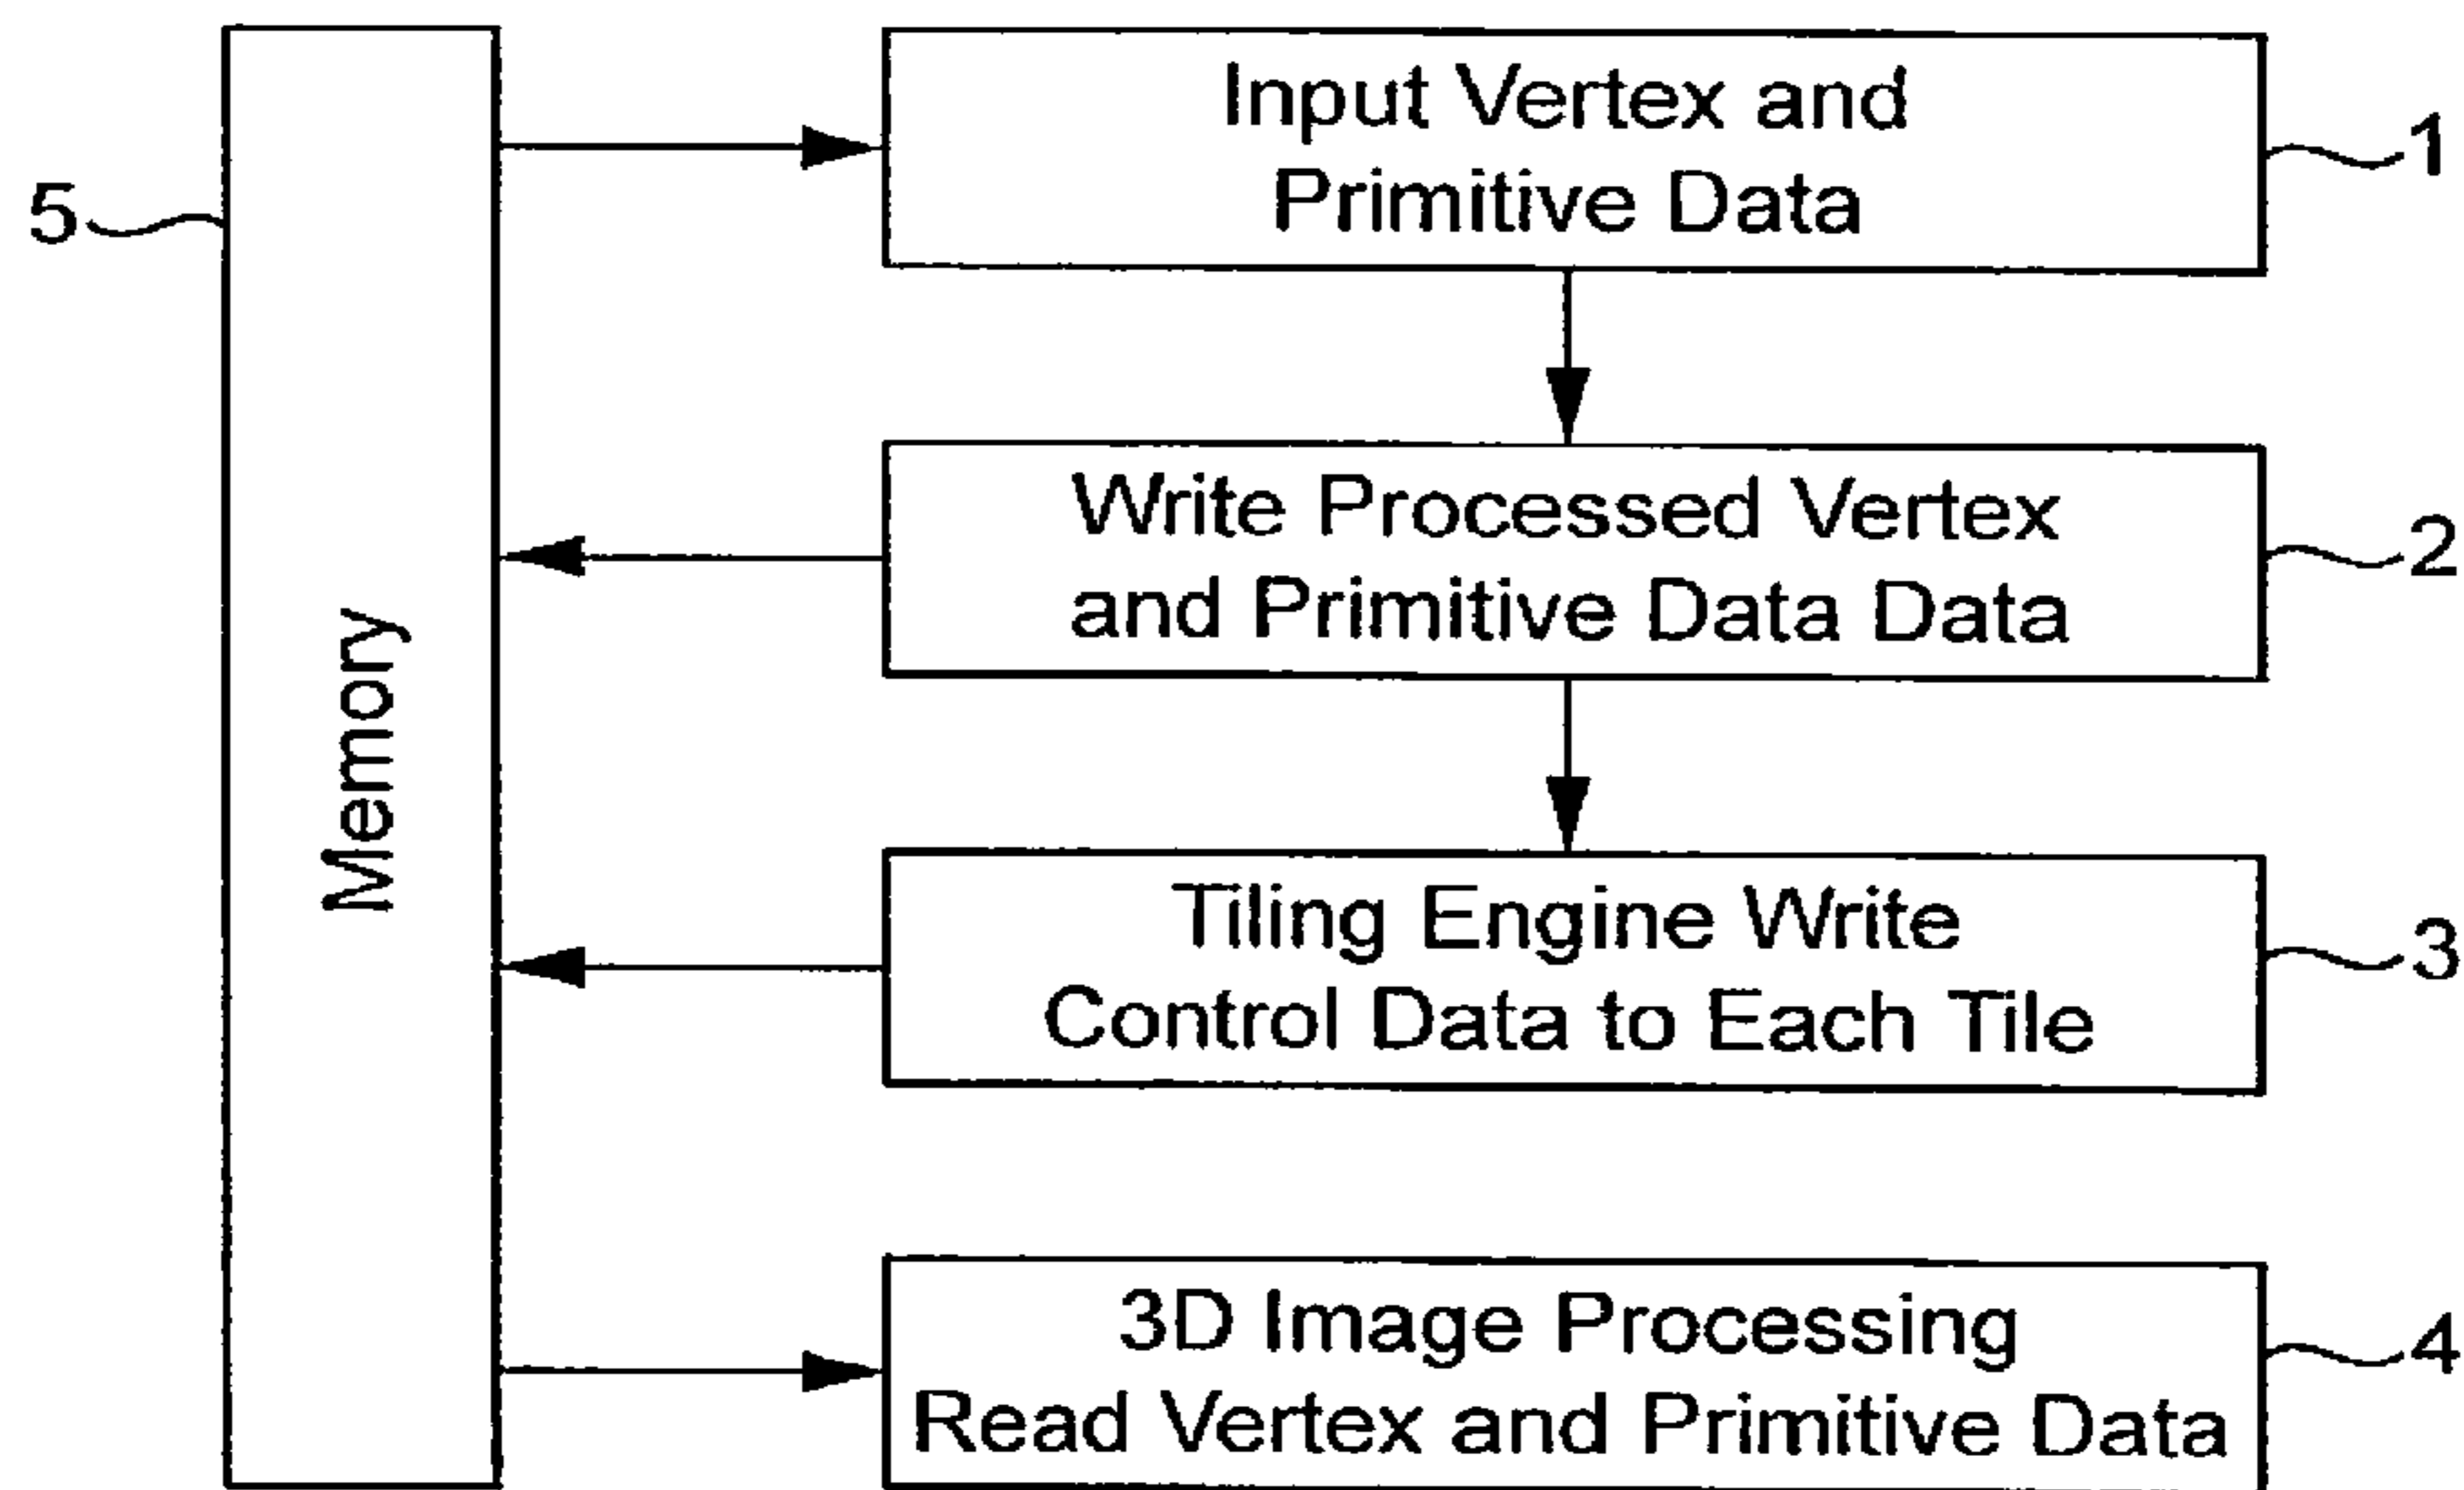 Input Vertex and
Primitive Data
1
5
Write Processed Vertex
and Primitive Data Data
2
Memory
Tiling Engine Write
Control Data to Each Tile
3
3D Image Processing
Read Vertex and Primitive Data
4